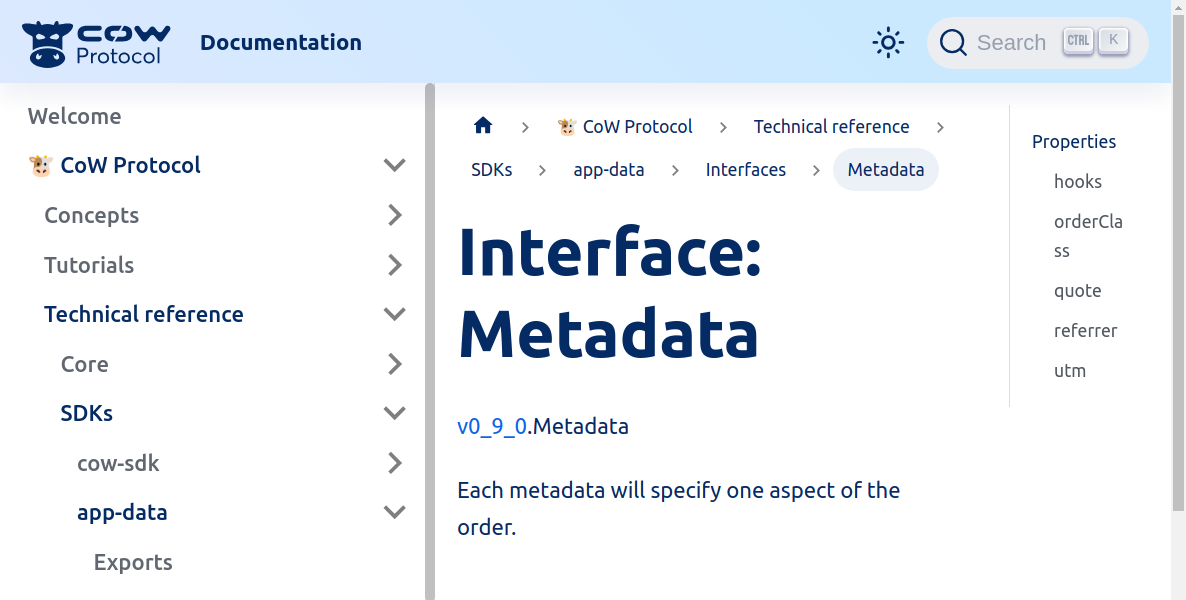 cow Protocol
Documentation
Search
CTRL K
Welcome
CoW Protocol
Concepts
Tutorials
Technical reference
Core
SDKs
cow-sdk
app-data
Exports
CoW Protocol
Technical reference
SDKs
app-data
Interfaces
Metadata
Interface:
Metadata
v0_9_0.Metadata
Each metadata will specify one aspect of the
order.
Properties
hooks
orderCla
ss
quote
referrer
utm